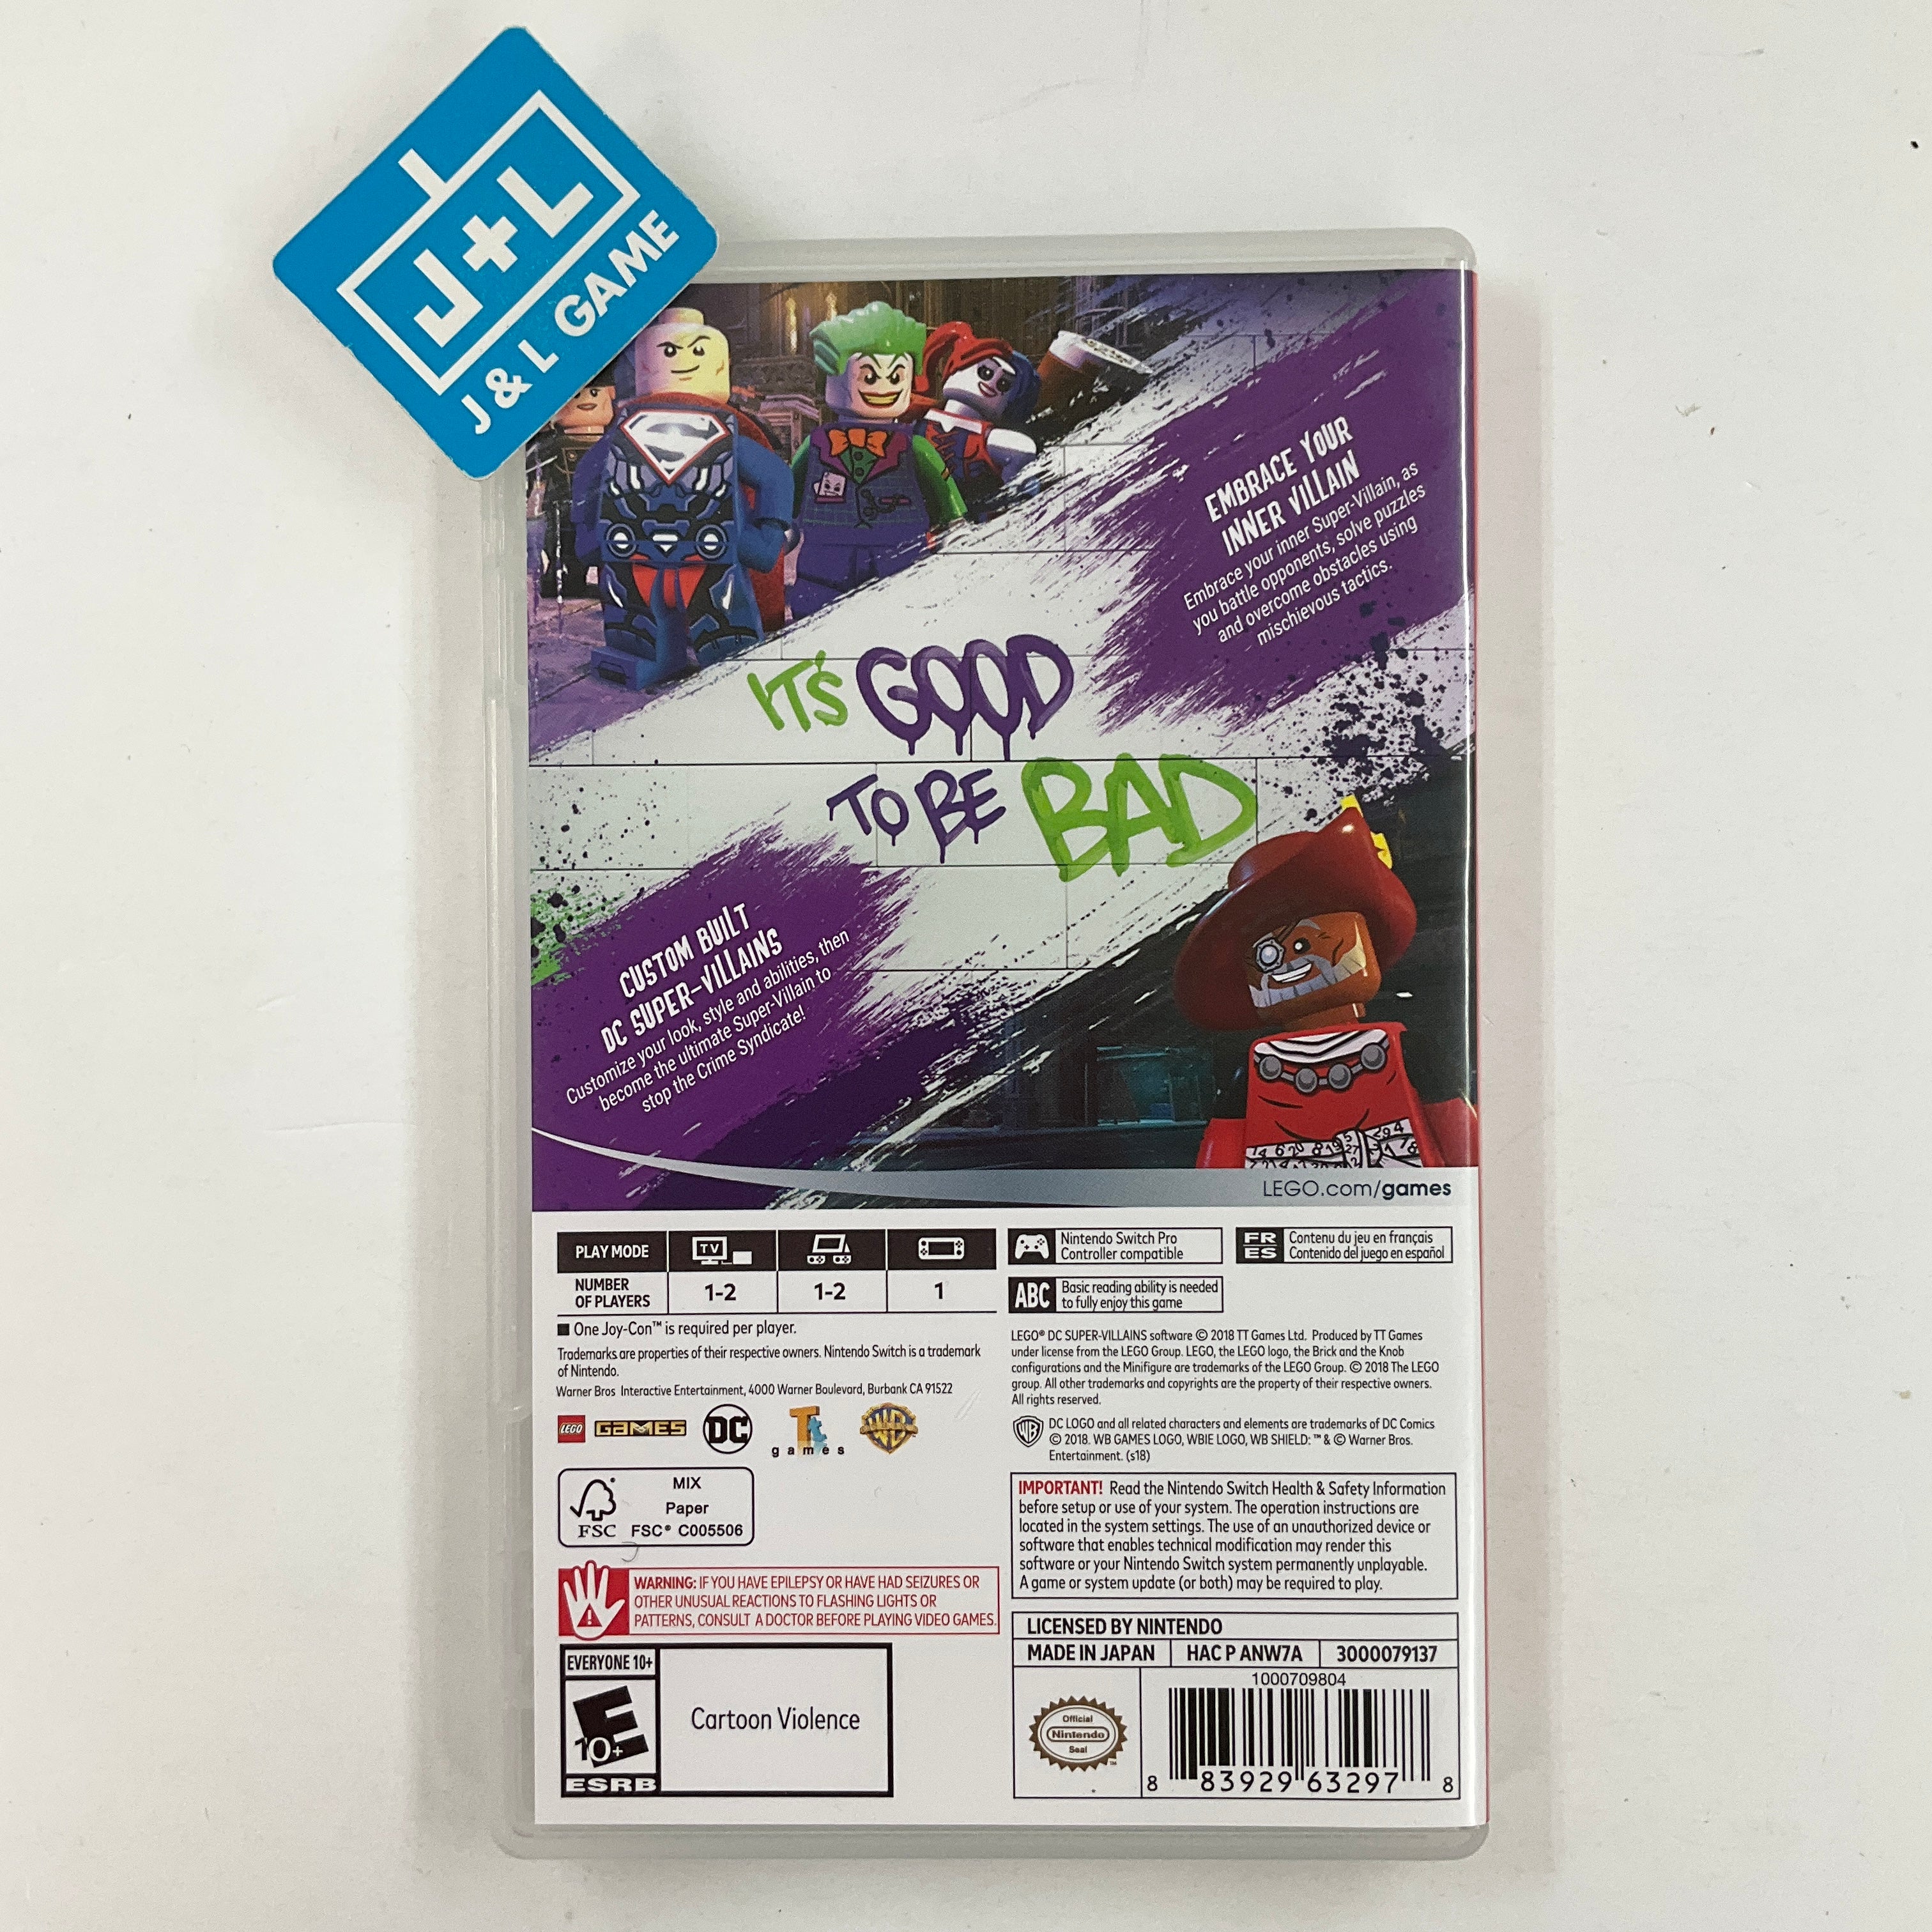 J+L
J & L GAME
EMBRACE YOUR
INNER VILLAIN
Embrace your inner Super-Villain, as
you battle opponents, solve puzzles
and overcome obstacles using
mischievous tactics.
IT'S GOOD
TO BE BAD
CUSTOM BUILT
DC SUPER-VILLAINS
Customize your look, style and abilities, then
become the ultimate Super-Villain to
stop the Crime Syndicate!
LEGO.com/games
PLAY MODE
TV
NUMBER
OF PLAYERS
1-2
1-2
1
Nintendo Switch Pro
Controller compatible
FR
ES
Contenu du jeu en français
Contenido del juego en español
ABC
Basic reading ability is needed
to fully enjoy this game
■ One Joy-Con™ is required per player.
Trademarks are properties of their respective owners. Nintendo Switch is a trademark
of Nintendo.
Warner Bros Interactive Entertainment, 4000 Warner Boulevard, Burbank CA 91522
LEGO GAMES DC Tt games WB
MIX
Paper
FSC FSC® C005506
LEGO® DC SUPER-VILLAINS software © 2018 TT Games Ltd. Produced by TT Games
under license from the LEGO Group. LEGO, the LEGO logo, the Brick and the Knob
configurations and the Minifigure are trademarks of the LEGO Group. © 2018 The LEGO
group. All other trademarks and copyrights are the property of their respective owners.
All rights reserved.
WB
DC LOGO and all related characters and elements are trademarks of DC Comics
© 2018. WB GAMES LOGO, WBIE LOGO, WB SHIELD: ™ & © Warner Bros.
Entertainment. (s18)
IMPORTANT! Read the Nintendo Switch Health & Safety Information
before setup or use of your system. The operation instructions are
located in the system settings. The use of an unauthorized device or
software that enables technical modification may render this
software or your Nintendo Switch system permanently unplayable.
A game or system update (or both) may be required to play.
WARNING: IF YOU HAVE EPILEPSY OR HAVE HAD SEIZURES OR
OTHER UNUSUAL REACTIONS TO FLASHING LIGHTS OR
PATTERNS, CONSULT A DOCTOR BEFORE PLAYING VIDEO GAMES.
EVERYONE 10+
E
10+
ESRB
Cartoon Violence
LICENSED BY NINTENDO
MADE IN JAPAN
HAC P ANW7A
3000079137
1000709804
Official
Nintendo
Seal
8 83929 63297 8